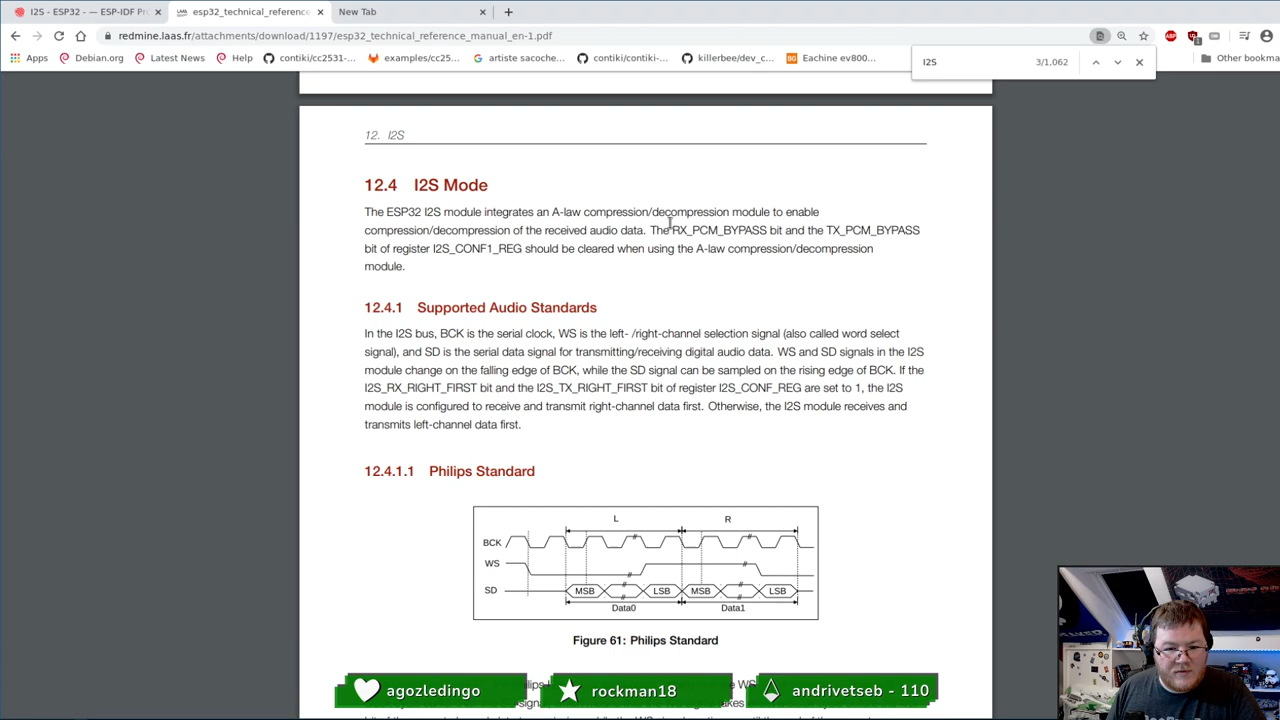 I2S - ESP32 - — ESP-IDF Pr
esp32_technical_reference
New Tab
redmine.laas.fr/attachments/download/1197/esp32_technical_reference_manual_en-1.pdf
Apps
Debian.org
Latest News
Help
contiki/cc2531-...
examples/cc25...
artiste sacoche...
contiki/contiki-...
killerbee/dev_c...
Eachine ev800...
Other bookma
I2S
3/1,062
12. I2S
12.4 I2S Mode
The ESP32 I2S module integrates an A-law compression/decompression module to enable
compression/decompression of the received audio data. The RX_PCM_BYPASS bit and the TX_PCM_BYPASS
bit of register I2S_CONF1_REG should be cleared when using the A-law compression/decompression
module.
12.4.1 Supported Audio Standards
In the I2S bus, BCK is the serial clock, WS is the left- /right-channel selection signal (also called word select
signal), and SD is the serial data signal for transmitting/receiving digital audio data. WS and SD signals in the I2S
module change on the falling edge of BCK, while the SD signal can be sampled on the rising edge of BCK. If the
I2S_RX_RIGHT_FIRST bit and the I2S_TX_RIGHT_FIRST bit of register I2S_CONF_REG are set to 1, the I2S
module is configured to receive and transmit right-channel data first. Otherwise, the I2S module receives and
transmits left-channel data first.
12.4.1.1 Philips Standard
L R
BCK
WS
SD MSB LSB MSB LSB
Data0 Data1
Figure 61: Philips Standard
agozledingo
rockman18
andrivetseb - 110